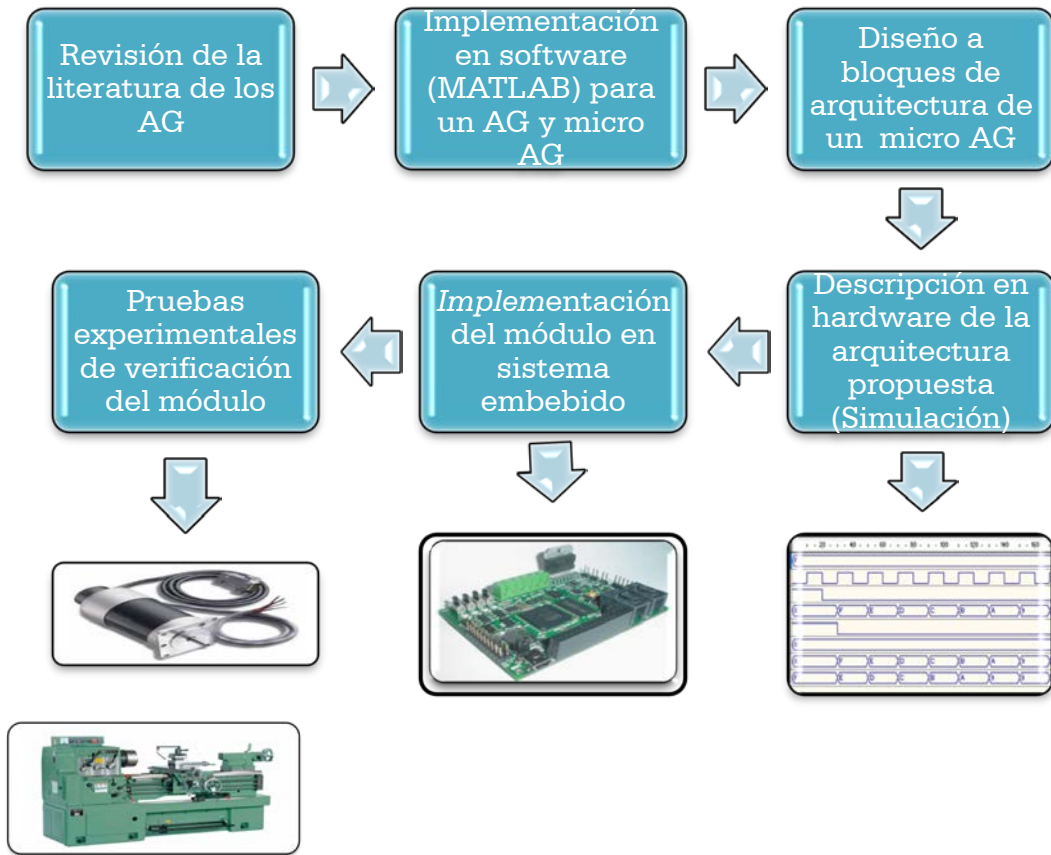 Revisión de la
literatura de los
AG
Implementación
en software
(MATLAB) para
un AG y micro
AG
Diseño a
bloques de
arquitectura de
un micro AG
Descripción en
hardware de la
arquitectura
propuesta
(Simulación)
Implementación
del módulo en
sistema
embebido
Pruebas
experimentales
de verificación
del módulo